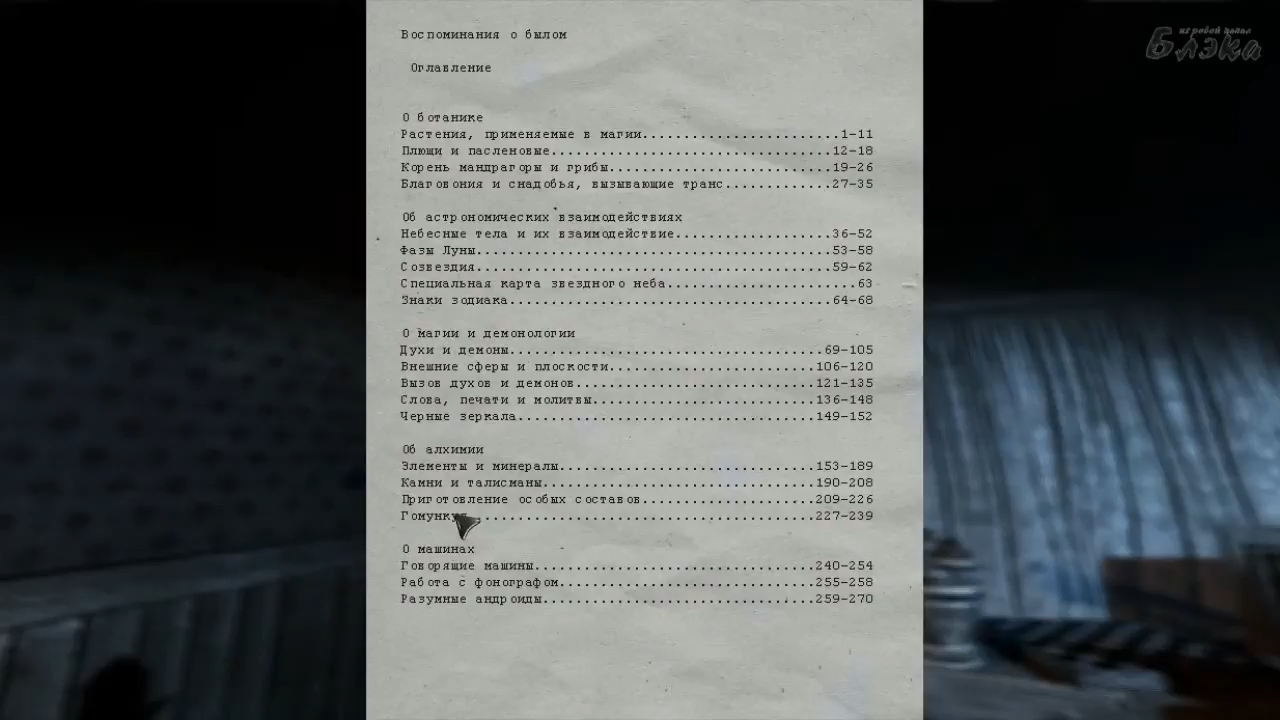 Воспоминания о былом
Оглавление
О ботанике
Растения, применяемые в магии........................1-11
Плющи и пасленовые..................................12-18
Корень мандрагоры и грибы...........................19-26
Благовония и снадобья, вызывающие транс.............27-35
Об астрономических взаимодействиях
Небесные тела и их взаимодействие...................36-52
Фазы Луны...........................................53-58
Созвездия...........................................59-62
Специальная карта звездного неба.......................63
Знаки зодиака.......................................64-68
О магии и демонологии
Духи и демоны......................................69-105
Внешние сферы и плоскости.........................106-120
Вызов духов и демонов.............................121-135
Слова, печати и молитвы...........................136-148
Черные зеркала....................................149-152
Об алхимии
Элементы и минералы...............................153-189
Камни и талисманы.................................190-208
Приготовление особых составов.....................209-226
..........................................227-239
О машинах
Говорящие машины..................................240-254
Работа с фонографом...............................255-258
Разумные андроиды.................................259-270
игровой канал
Блэка